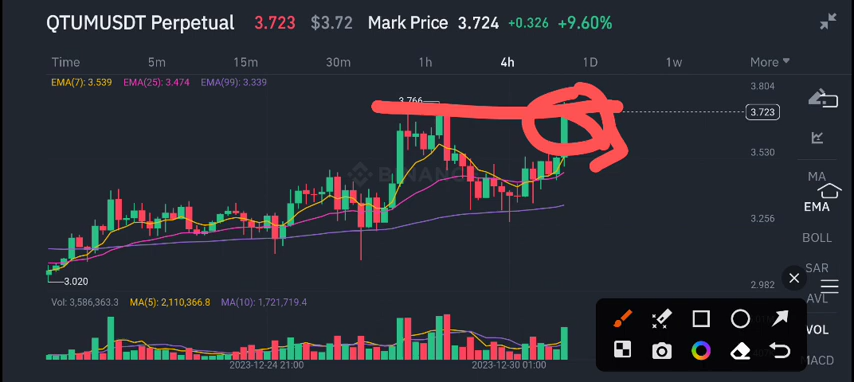 QTUMUSDT Perpetual 3.723 $3.72 Mark Price 3.724 +0.326 +9.60%
Time 5m 15m 30m 1h 4h 1D 1w More
EMA(7): 3.539 EMA(25): 3.474 EMA(99): 3.339
3.804
3.766
3.723
3.530
BINANCE
MA
EMA
3.256
BOLL
SAR
3.020
2.982
AVL
Vol: 3,586,363.3 MA(5): 2,110,366.8 MA(10): 1,721,719.4
VOL
MACD
2023-12-24 21:00 2023-12-30 01:00